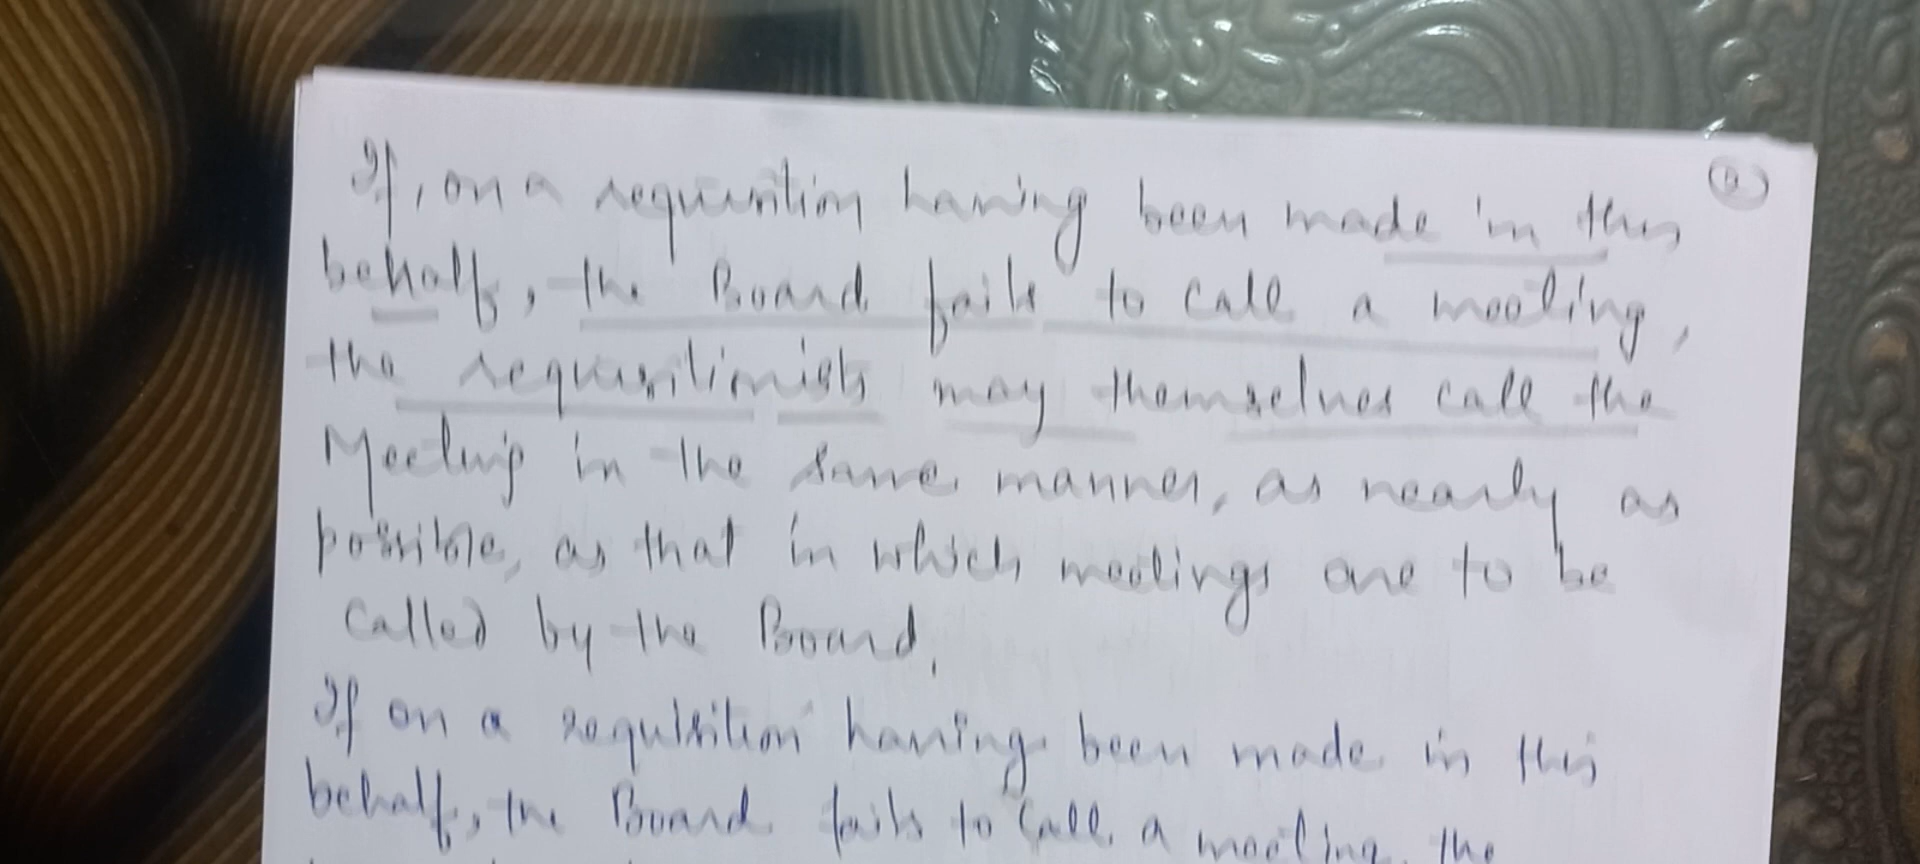 If, on a requisition having been made in this
behalf, the Board fails to call a meeting,
the requisitionists may themselves call the
Meeting in the same manner, as nearly as
possible, as that in which meetings are to be
called by the Board.
If on a requisition having been made in this
behalf, the Board fails to call a meeting, the